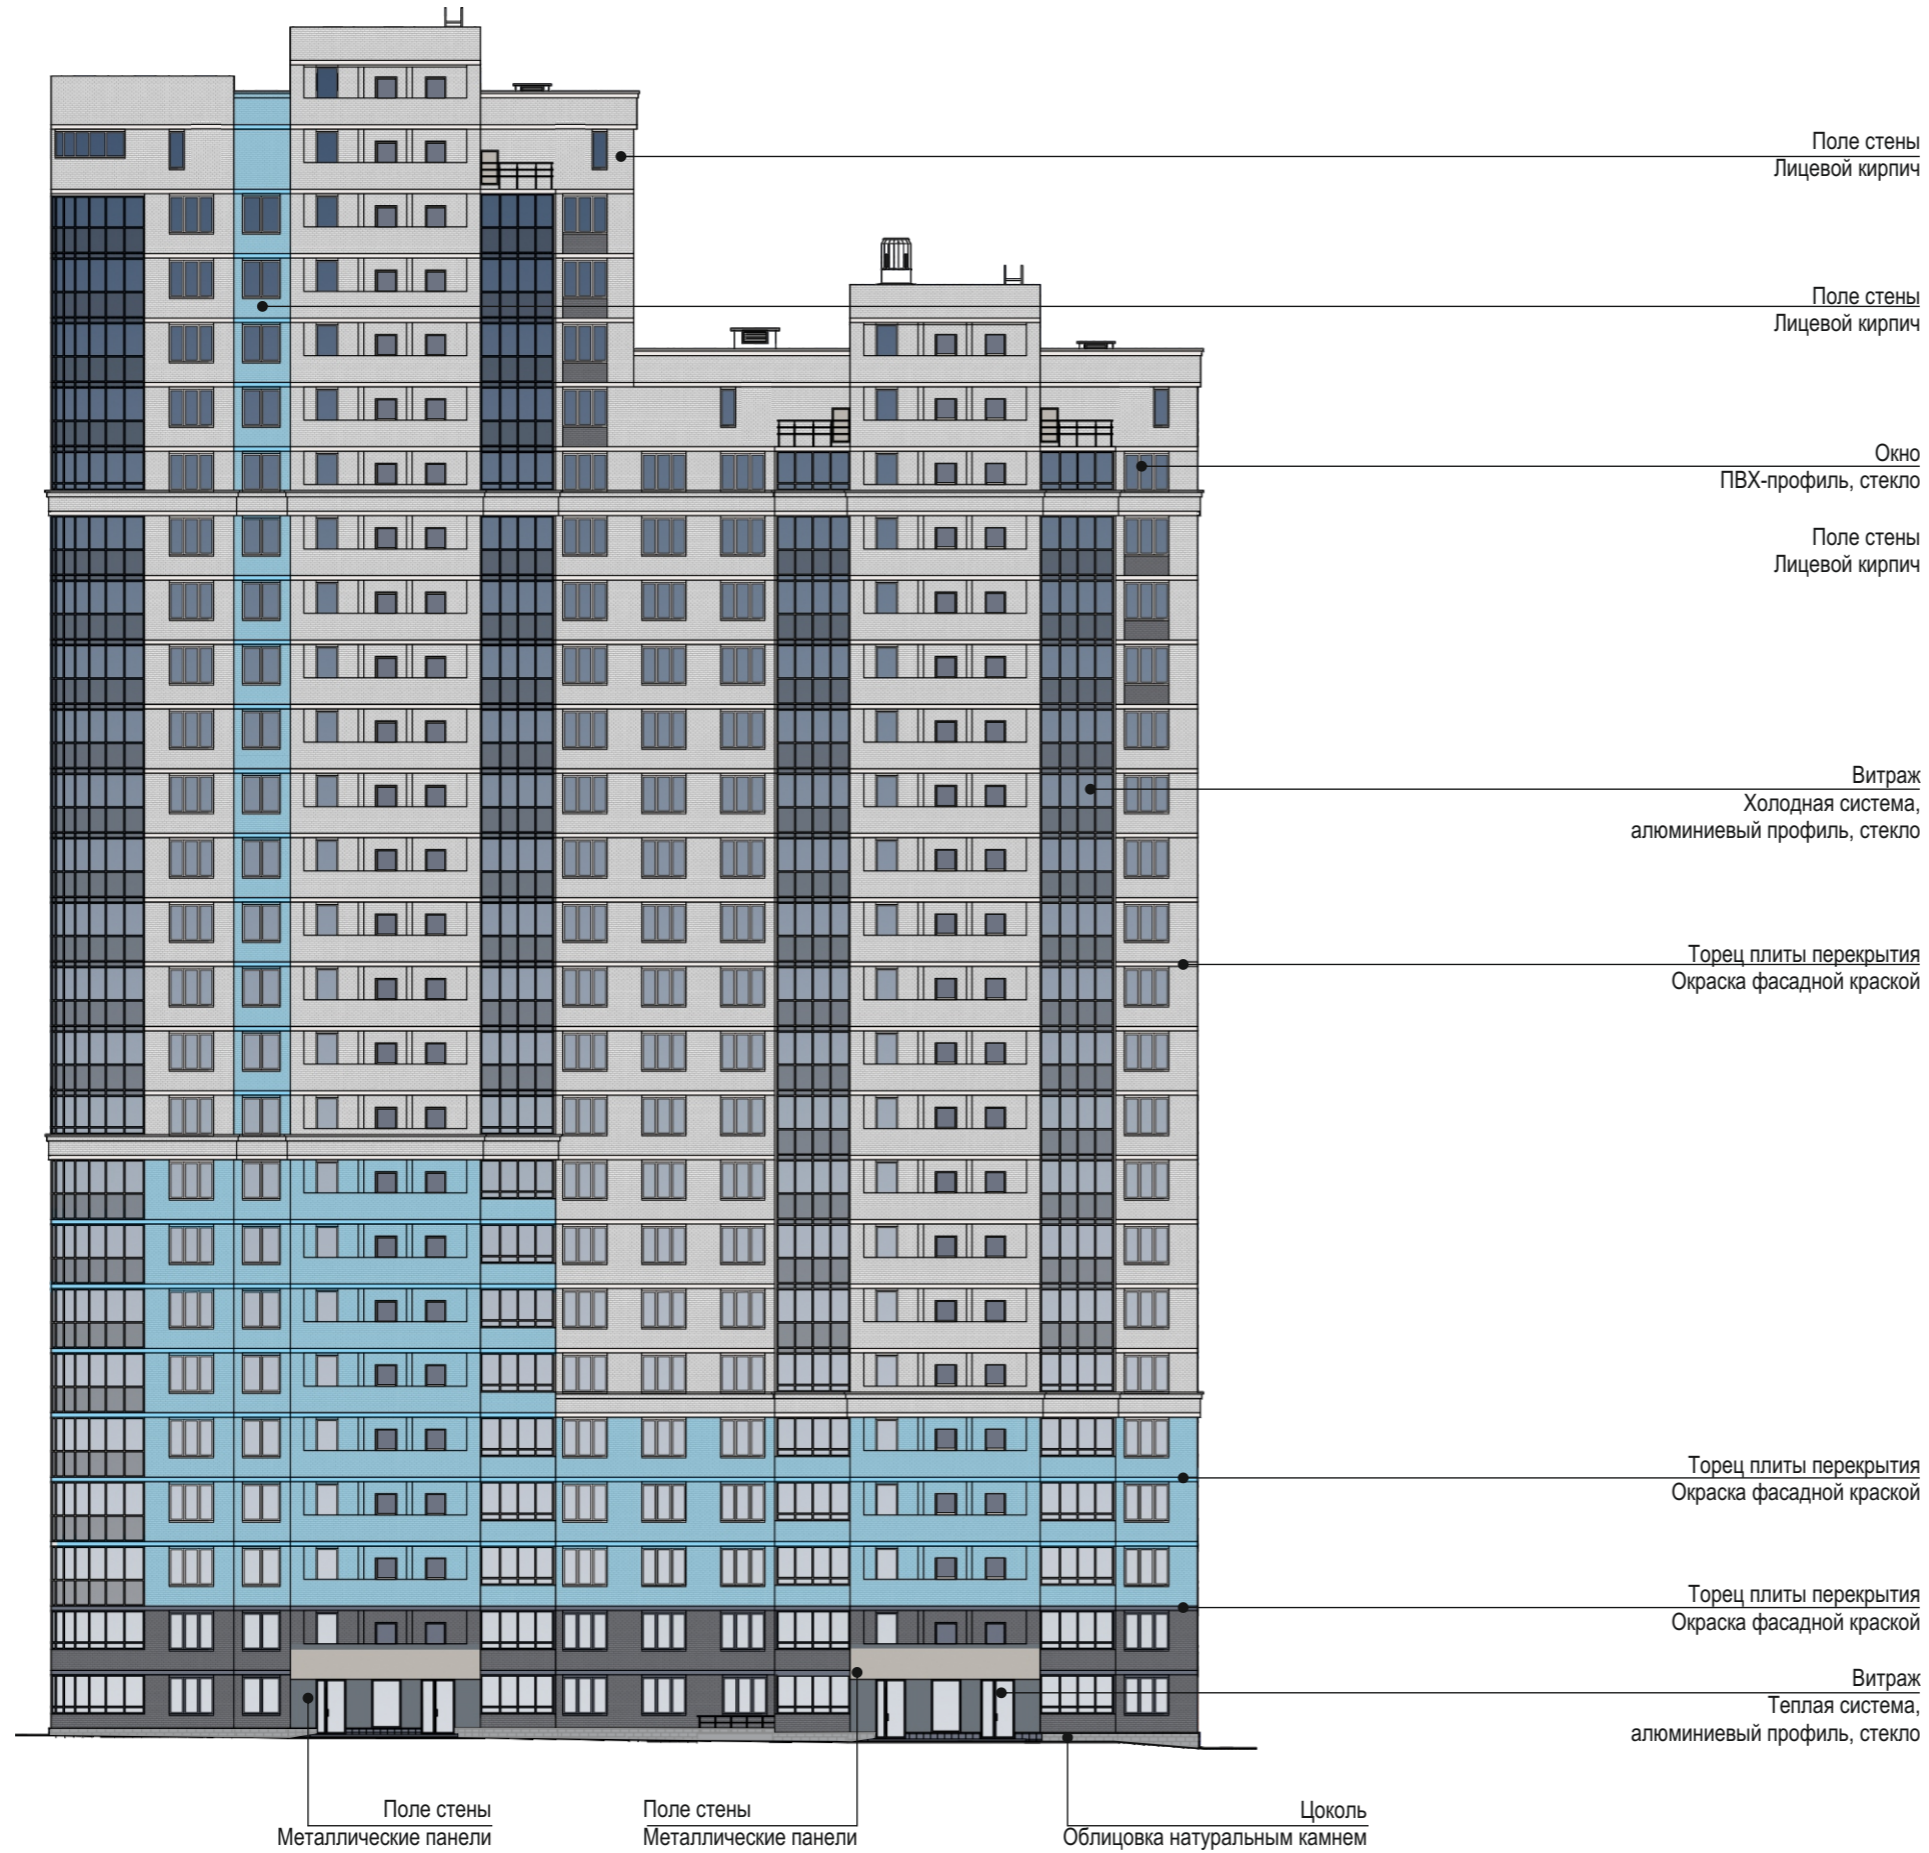 Поле стены
Лицевой кирпич
Поле стены
Лицевой кирпич
Окно
ПВХ-профиль, стекло
Поле стены
Лицевой кирпич
Витраж
Холодная система,
алюминиевый профиль, стекло
Торец плиты перекрытия
Окраска фасадной краской
Торец плиты перекрытия
Окраска фасадной краской
Торец плиты перекрытия
Окраска фасадной краской
Витраж
Теплая система,
алюминиевый профиль, стекло
Поле стены
Металлические панели
Поле стены
Металлические панели
Цоколь
Облицовка натуральным камнем